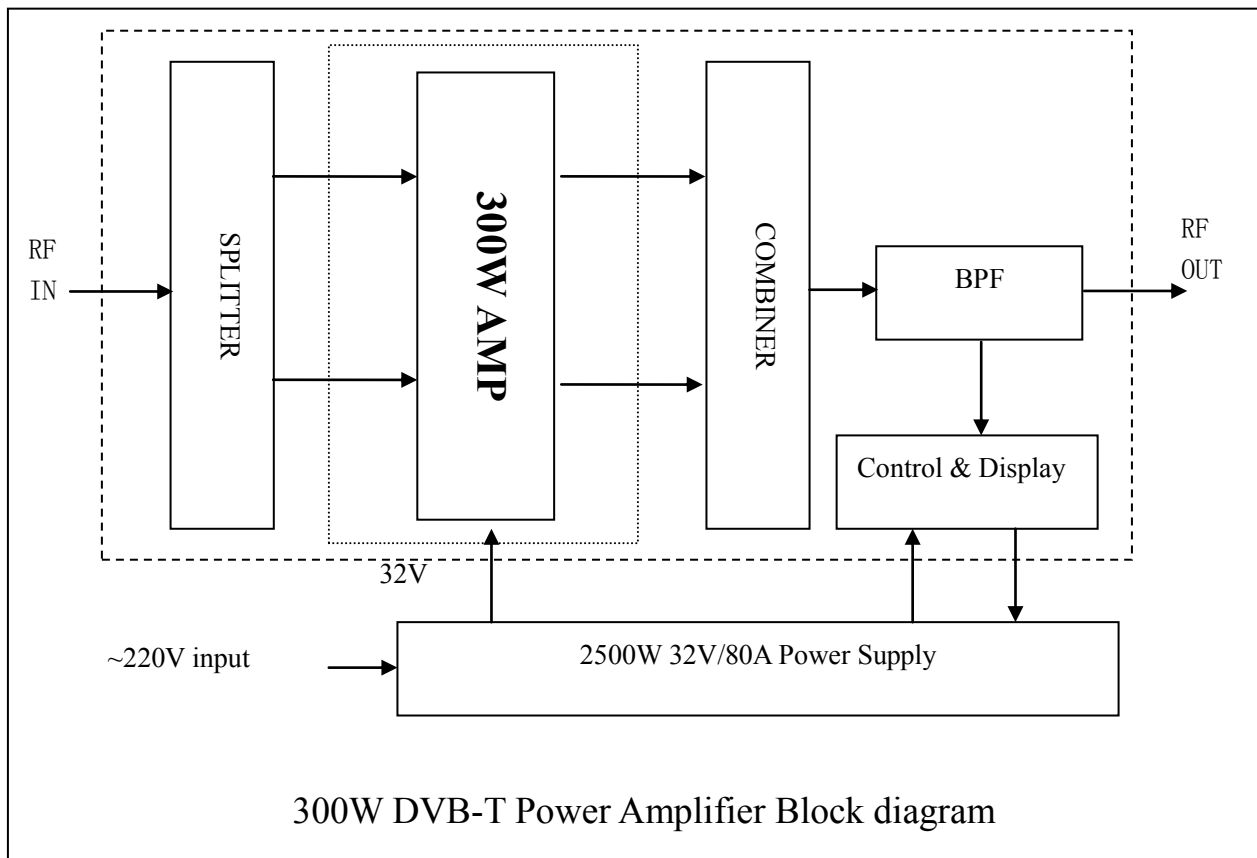 RF
IN
SPLITTER
300W AMP
COMBINER
BPF
RF
OUT
Control & Display
32V
~220V input
2500W 32V/80A Power Supply
300W DVB-T Power Amplifier Block diagram